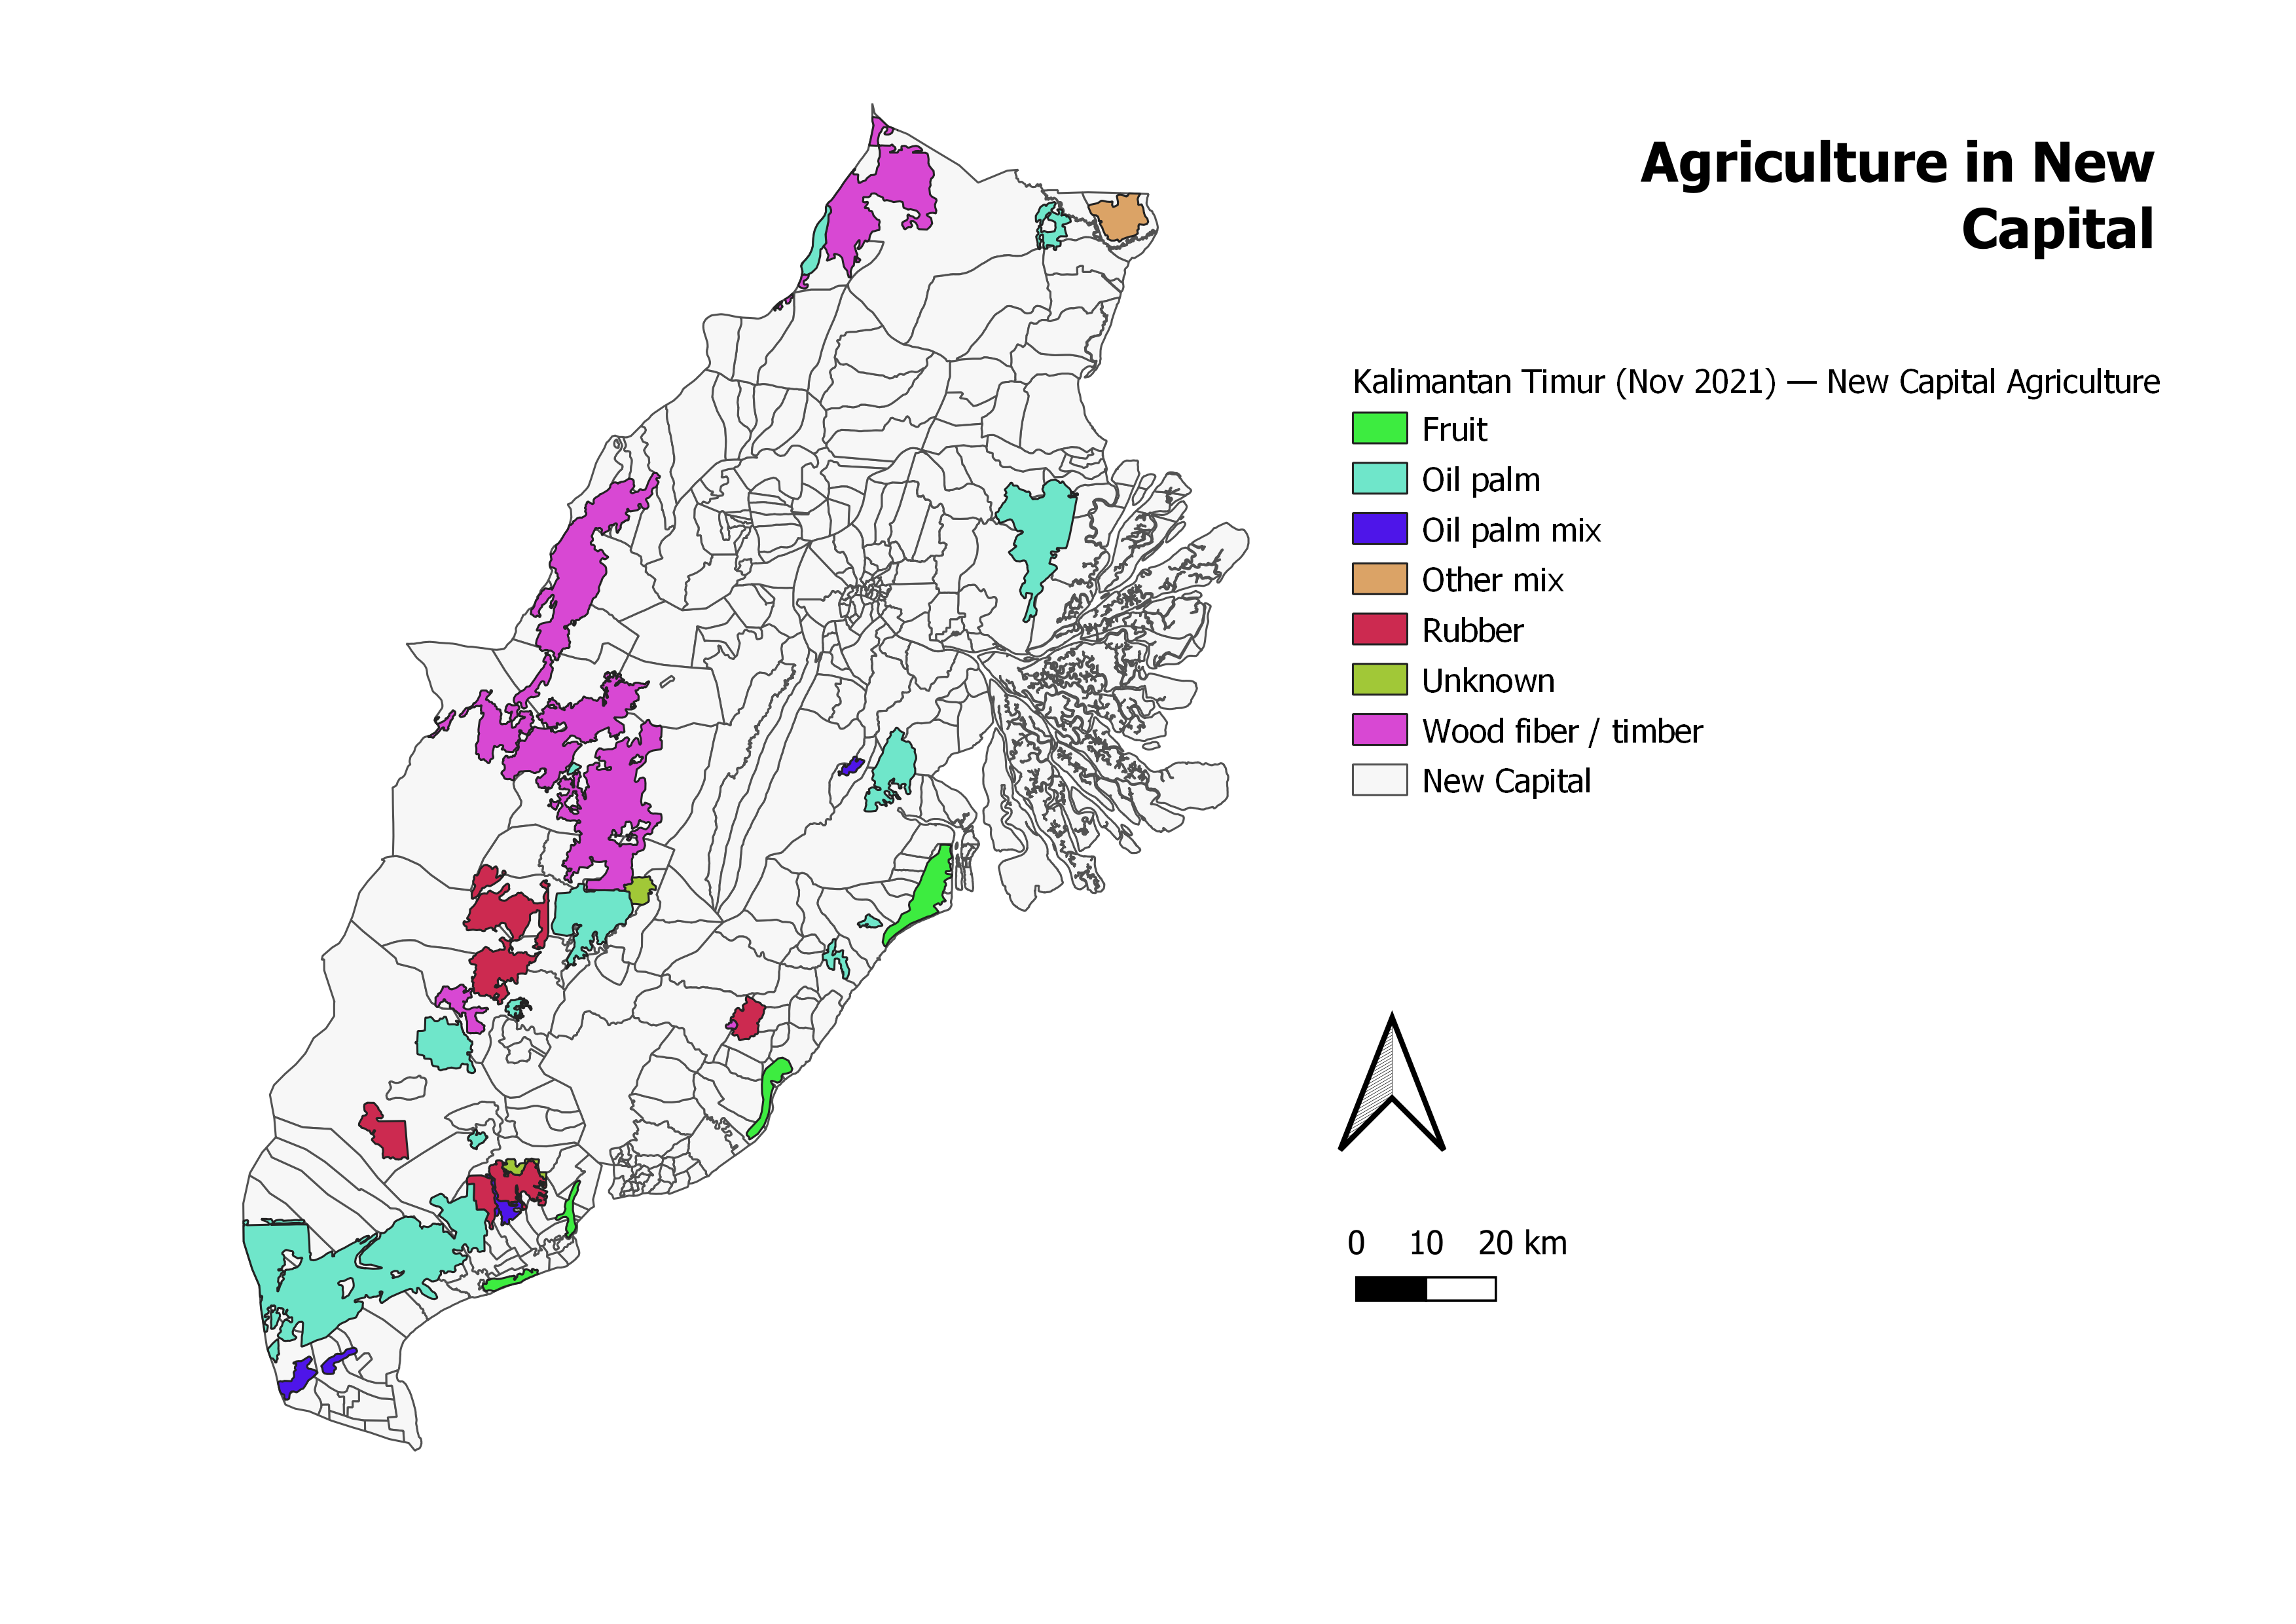 Agriculture in New
Capital
Kalimantan Timur (Nov 2021) — New Capital Agriculture
Fruit
Oil palm
Oil palm mix
Other mix
Rubber
Unknown
Wood fiber / timber
New Capital
0 10 20 km